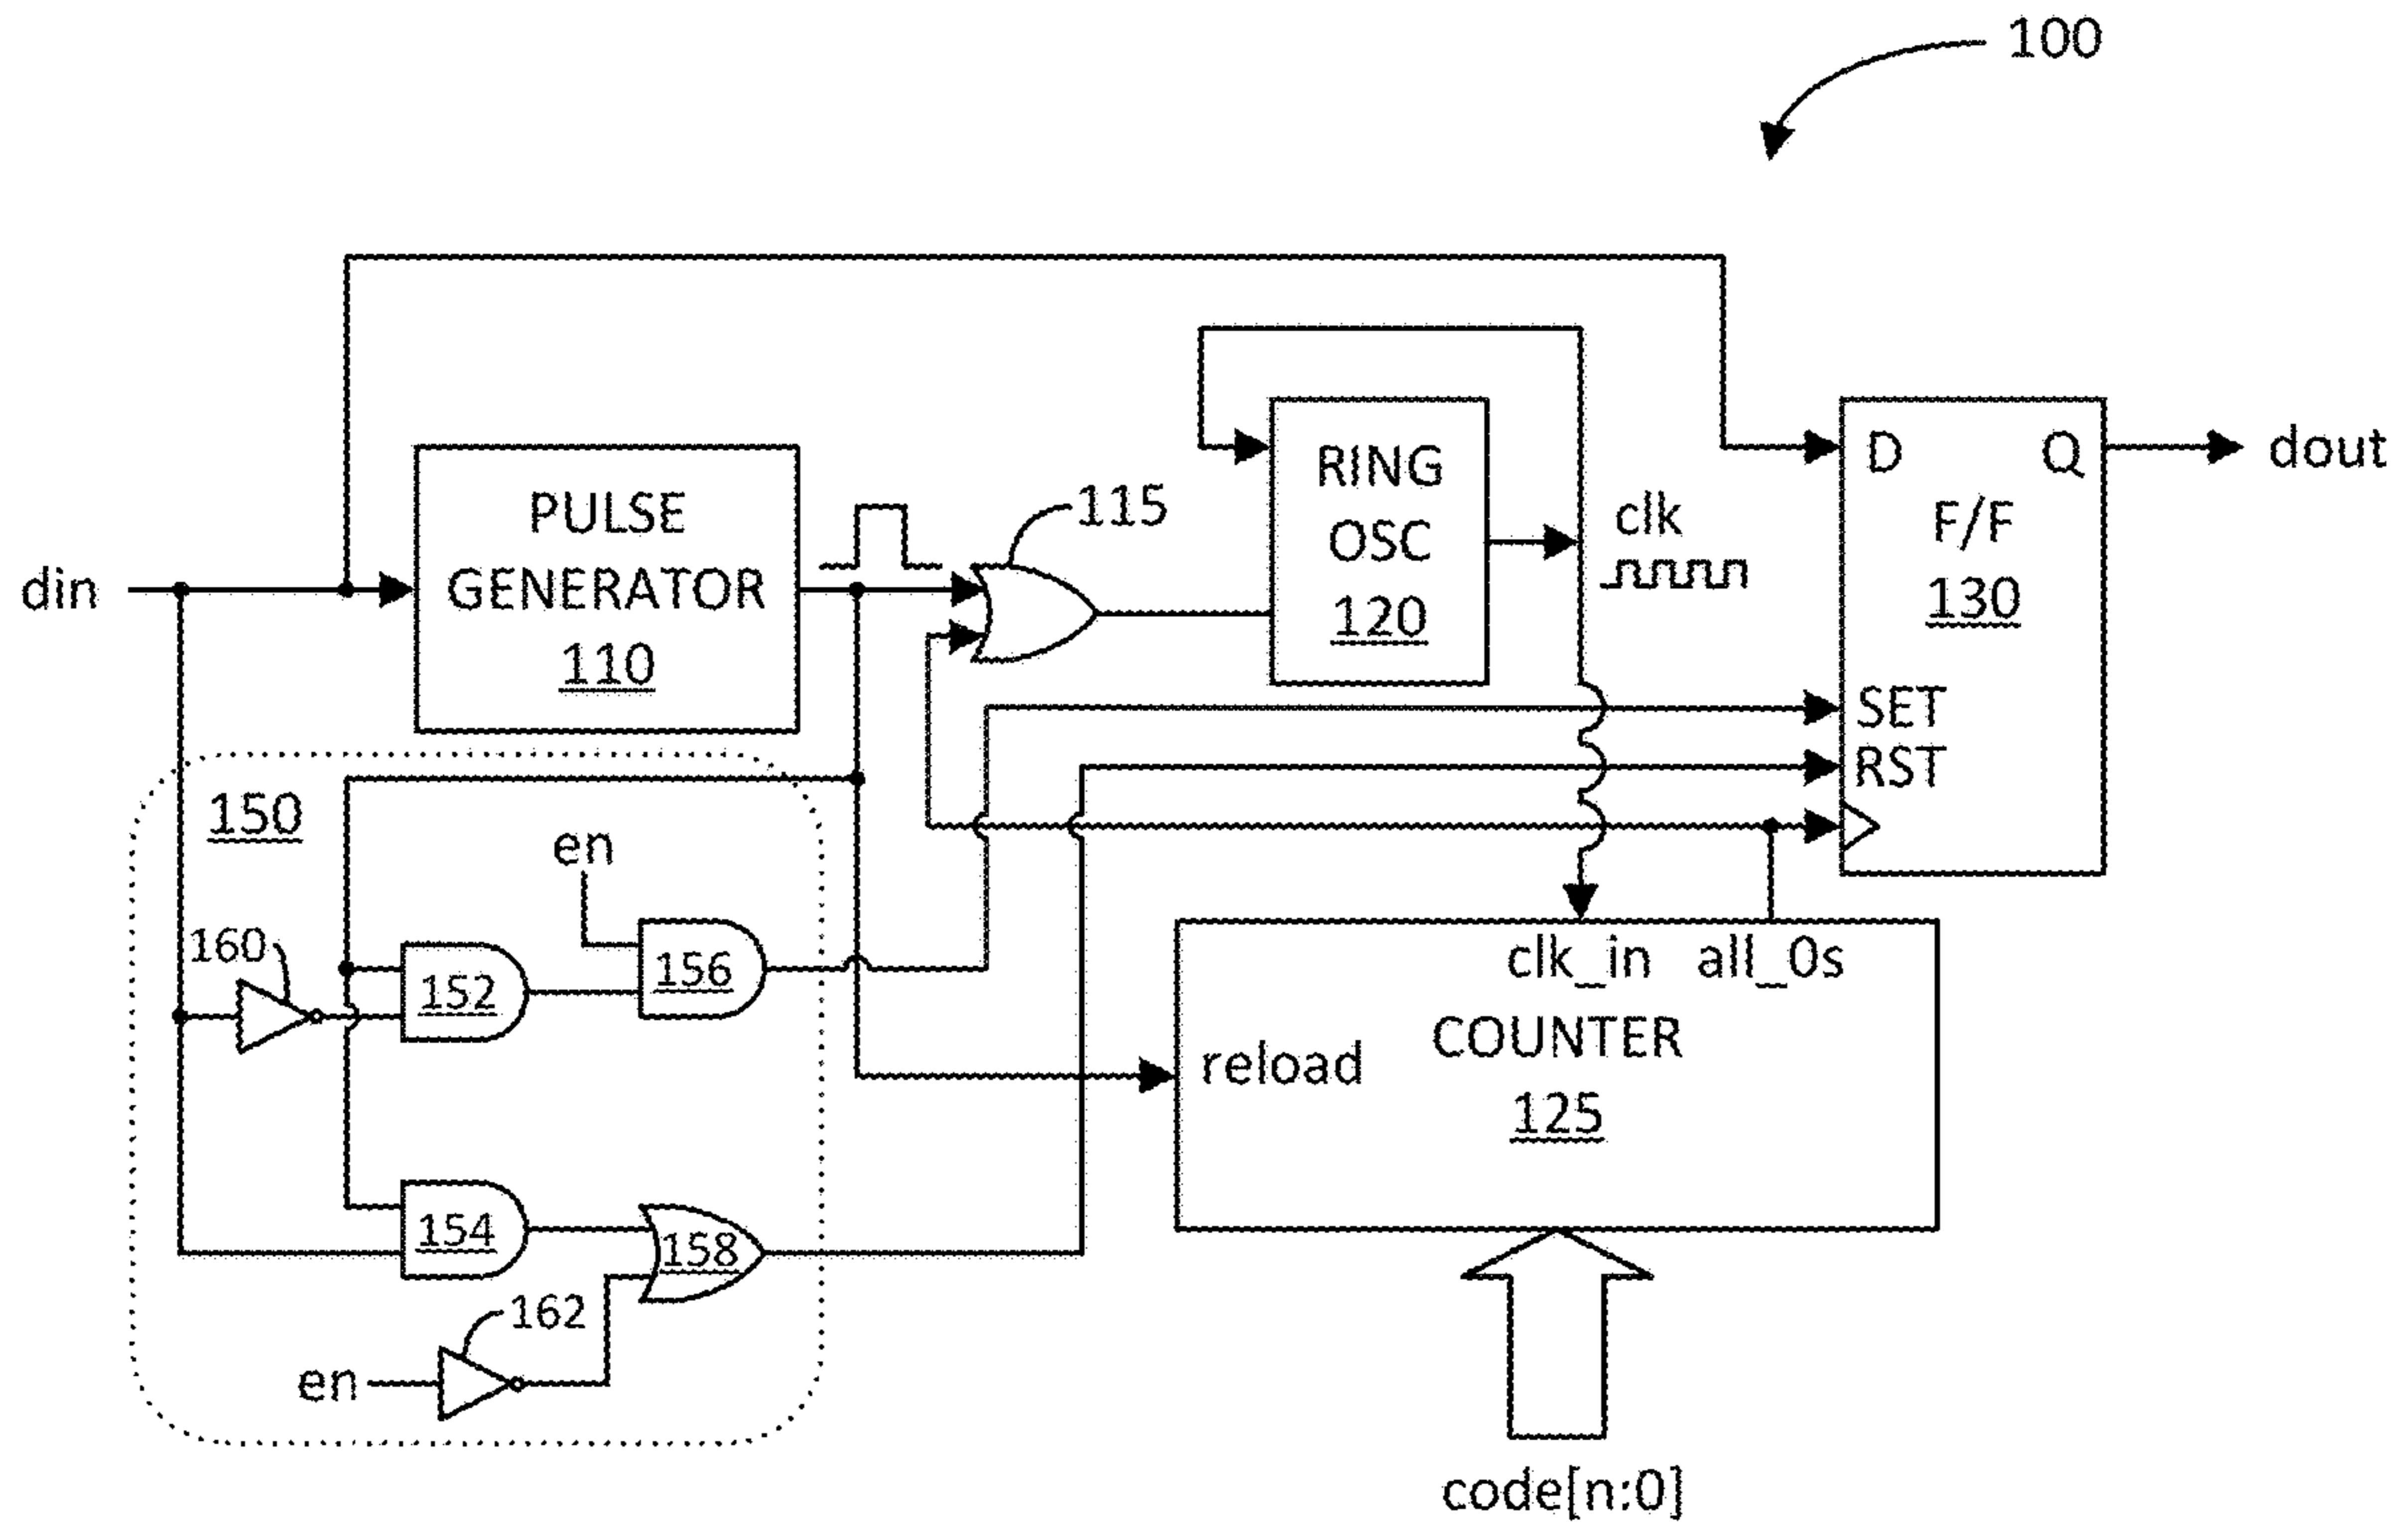 100
din
PULSE
GENERATOR
110
115
RING
OSC
120
clk
D
Q
F/F
130
SET
RST
dout
150
en
160
152
156
154
158
162
en
clk_in
all_0s
reload
COUNTER
125
code[n:0]